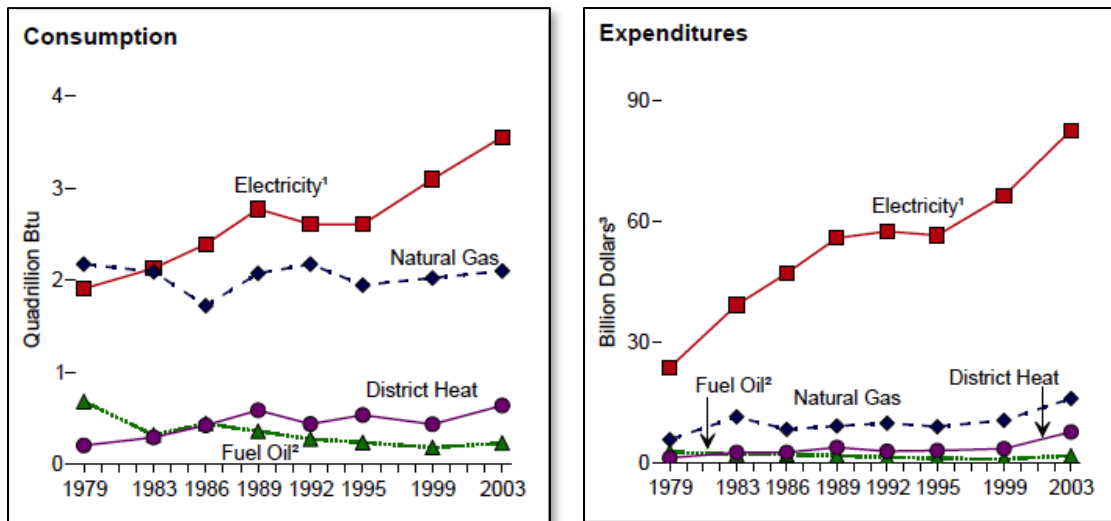 Consumption
Quadrillion Btu
4
3
2
1
0
Electricity¹
Natural Gas
District Heat
Fuel Oil²
1979 1983 1986 1989 1992 1995 1999 2003
Expenditures
Billion Dollars³
90
60
30
0
Electricity¹
Fuel Oil²
Natural Gas
District Heat
1979 1983 1986 1989 1992 1995 1999 2003